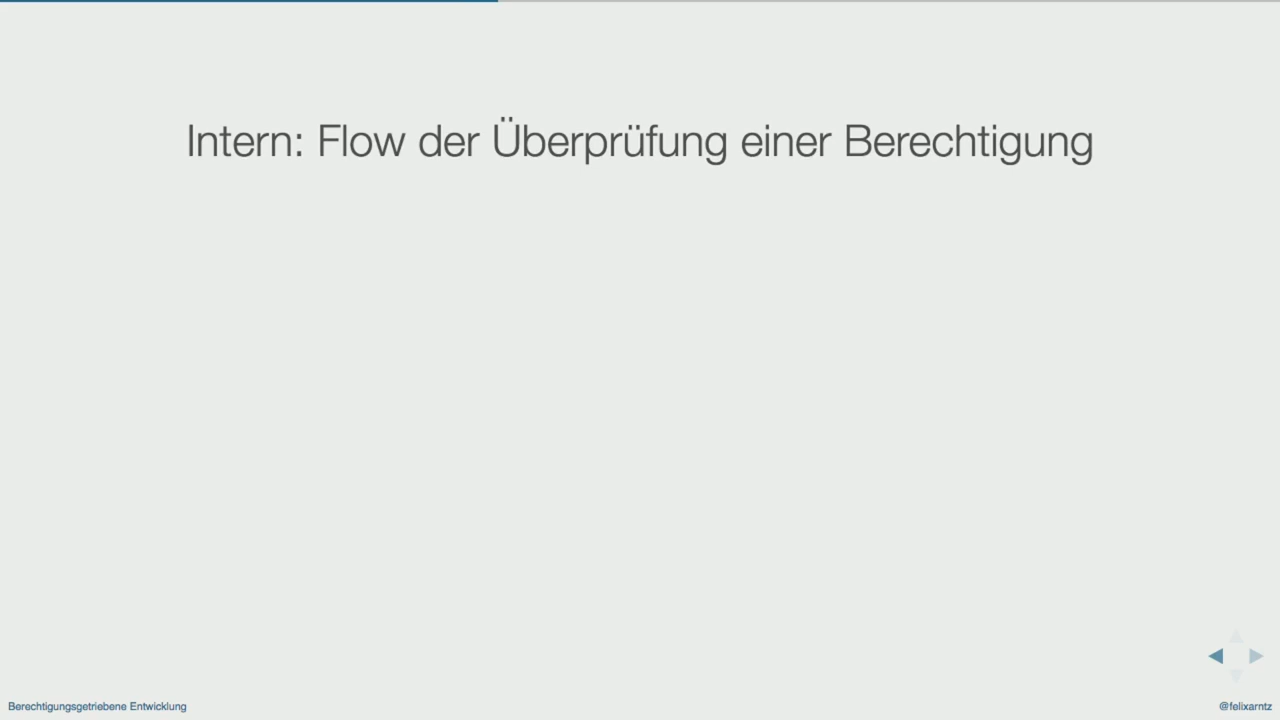 Intern: Flow der Überprüfung einer Berechtigung
Berechtigungsgetriebene Entwicklung
@felixarntz